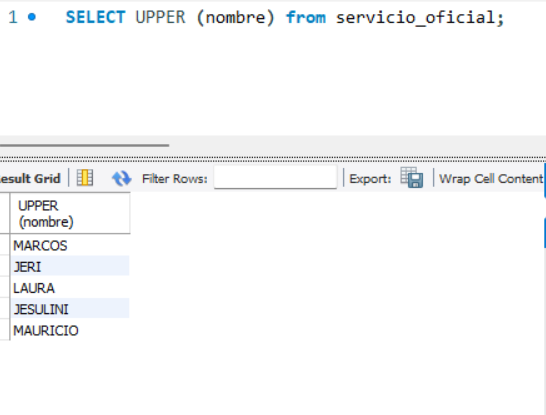 1 SELECT UPPER (nombre) from servicio_oficial;
Result Grid Filter Rows: Export: Wrap Cell Content
UPPER
(nombre)
MARCOS
JERI
LAURA
JESULINI
MAURICIO